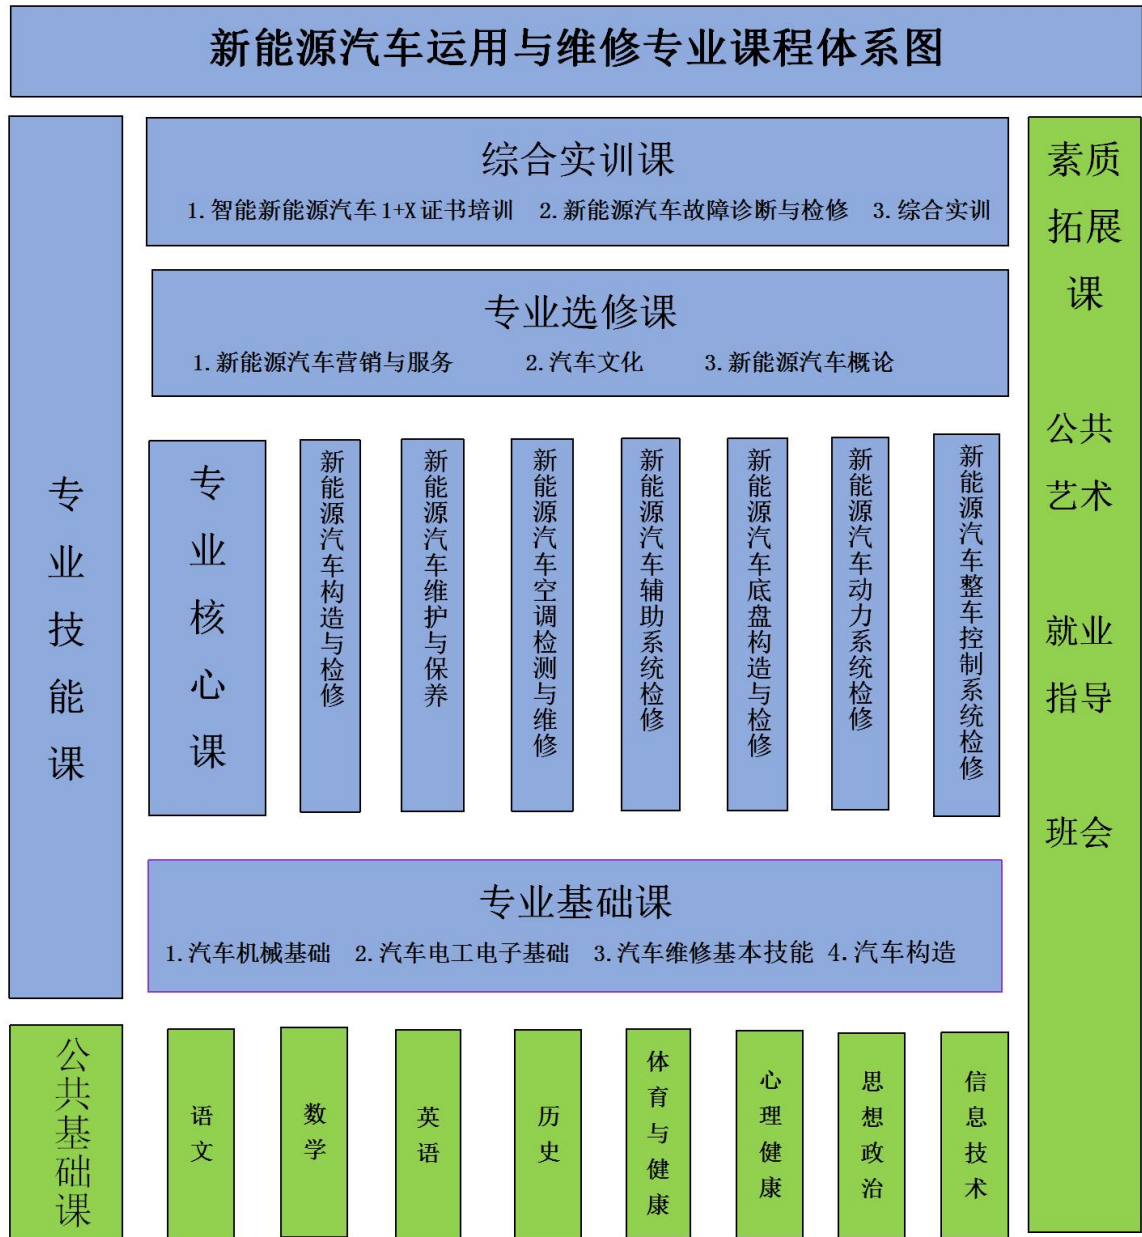 新能源汽车运用与维修专业课程体系图
专业技能课
综合实训课
1.智能新能源汽车1+X证书培训 2.新能源汽车故障诊断与检修 3.综合实训
专业选修课
1.新能源汽车营销与服务 2.汽车文化 3.新能源汽车概论
专业核心课
新能源汽车构造与检修
新能源汽车维护与保养
新能源汽车空调检测与维修
新能源汽车辅助系统检修
新能源汽车底盘构造与检修
新能源汽车动力系统检修
新能源汽车整车控制系统检修
专业基础课
1.汽车机械基础 2.汽车电工电子基础 3.汽车维修基本技能 4.汽车构造
素质
拓展
课
公共
艺术
就业
指导
班会
公共基础课
语文
数学
英语
历史
体育与健康
心理健康
思想政治
信息技术